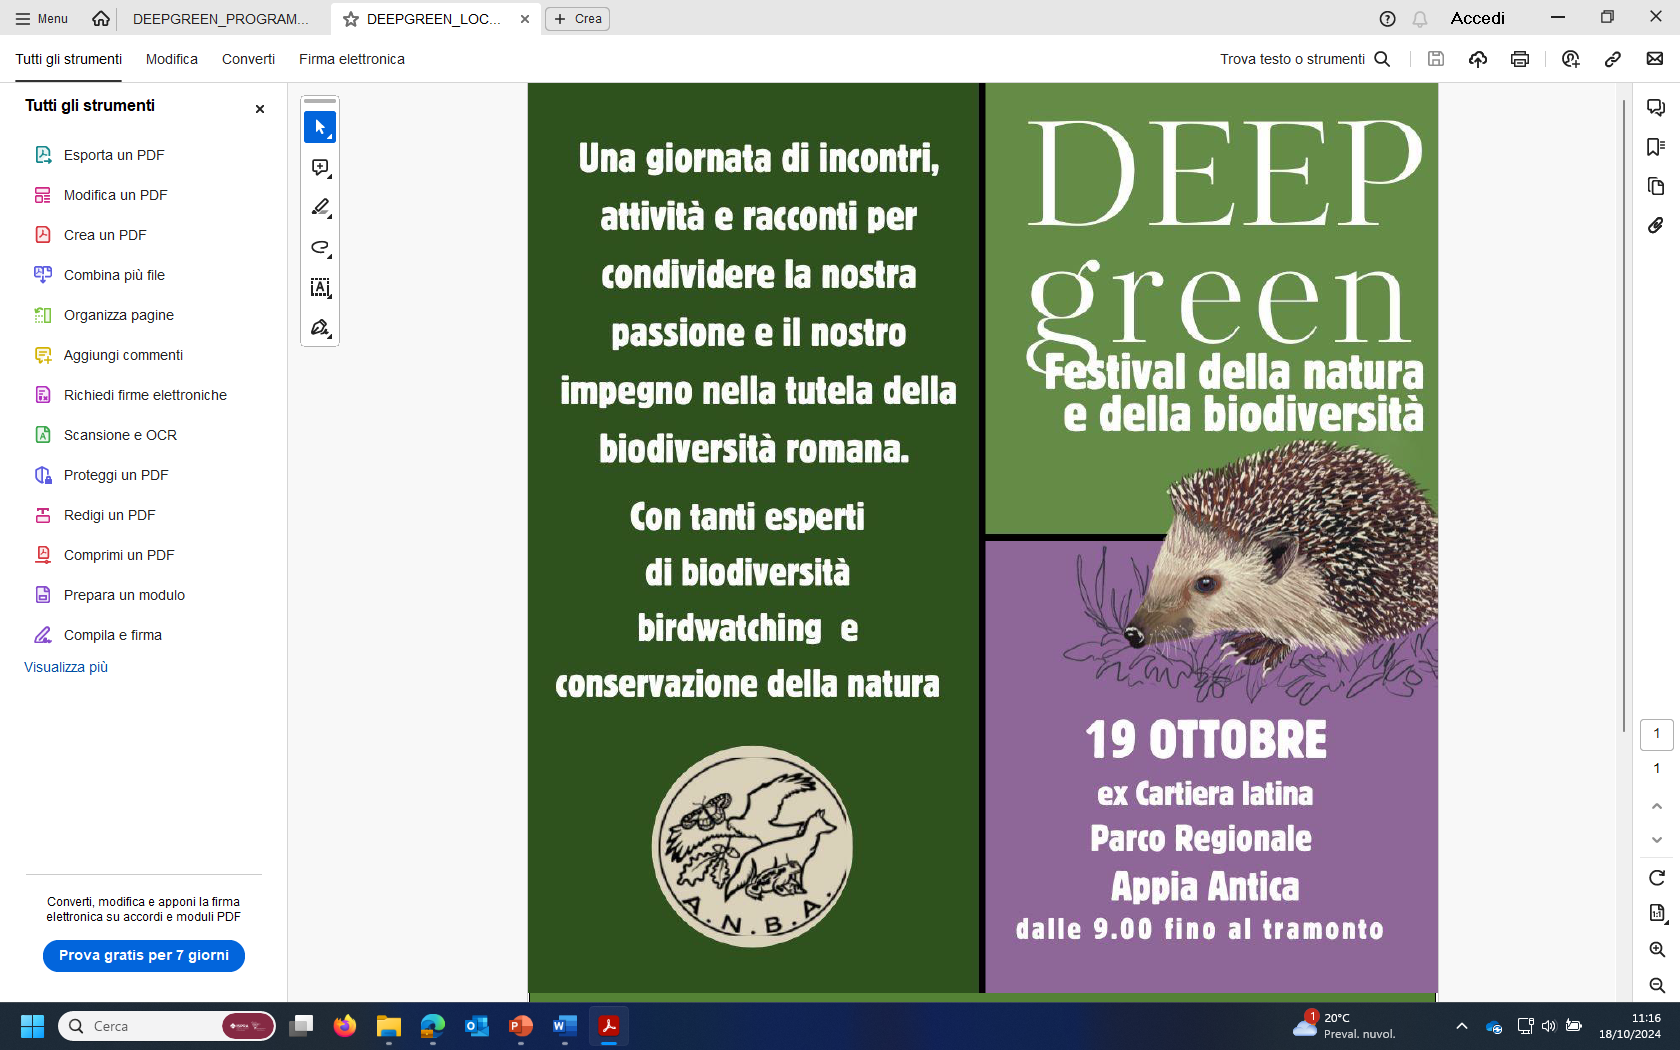 Menu
DEEPGREEN_PROGRAM...
DEEPGREEN_LOC...
Crea
Accedi
Tutti gli strumenti
Modifica
Converti
Firma elettronica
Trova testo o strumenti
Tutti gli strumenti
Esporta un PDF
Modifica un PDF
Crea un PDF
Combina più file
Organizza pagine
Aggiungi commenti
Richiedi firme elettroniche
Scansione e OCR
Proteggi un PDF
Redigi un PDF
Comprimi un PDF
Prepara un modulo
Compila e firma
Visualizza più
Converti, modifica e apponi la firma
elettronica su accordi e moduli PDF
Prova gratis per 7 giorni
Una giornata di incontri,
attività e racconti per
condividere la nostra
passione e il nostro
impegno nella tutela della
biodiversità romana.
Con tanti esperti
di biodiversità
birdwatching e
conservazione della natura
A.N.B.A.
DEEP
green
Festival della natura
e della biodiversità
19 OTTOBRE
ex Cartiera latina
Parco Regionale
Appia Antica
dalle 9.00 fino al tramonto
1
1
1:1
Cerca
1
20°C
Preval. nuvol.
11:16
18/10/2024